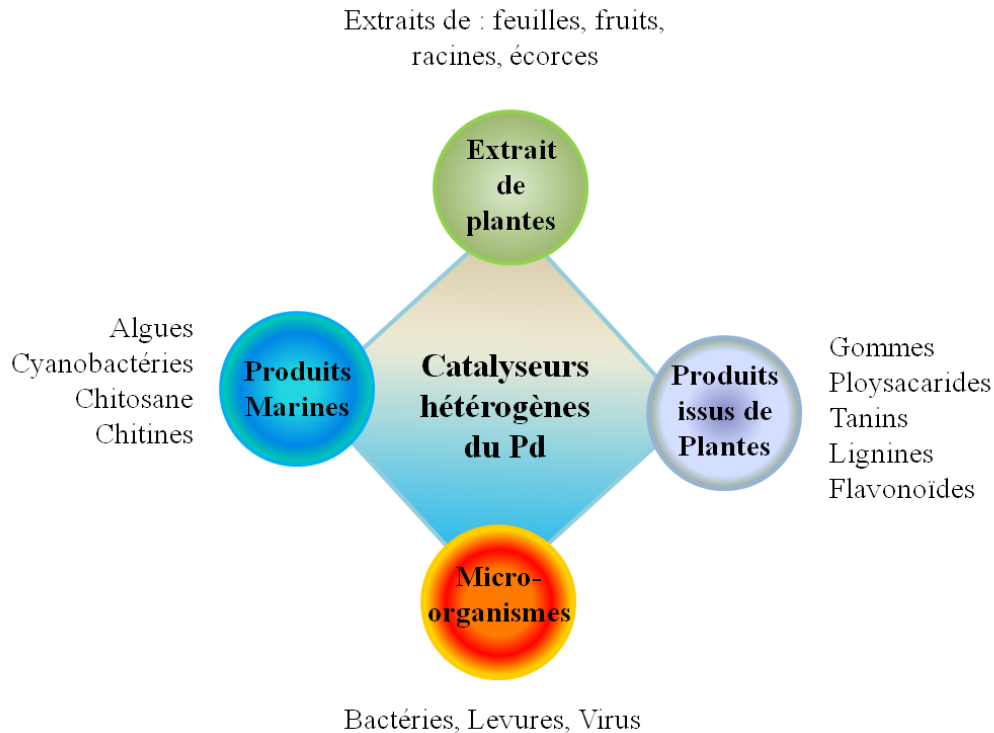 Extraits de : feuilles, fruits,
racines, écorces
Extrait
de
plantes
Algues
Cyanobactéries
Chitosane
Chitines
Produits
Marines
Catalyseurs
hétérogènes
du Pd
Produits
issus de
Plantes
Gommes
Ploysacarides
Tanins
Lignines
Flavonoïdes
Micro-
organismes
Bactéries, Levures, Virus